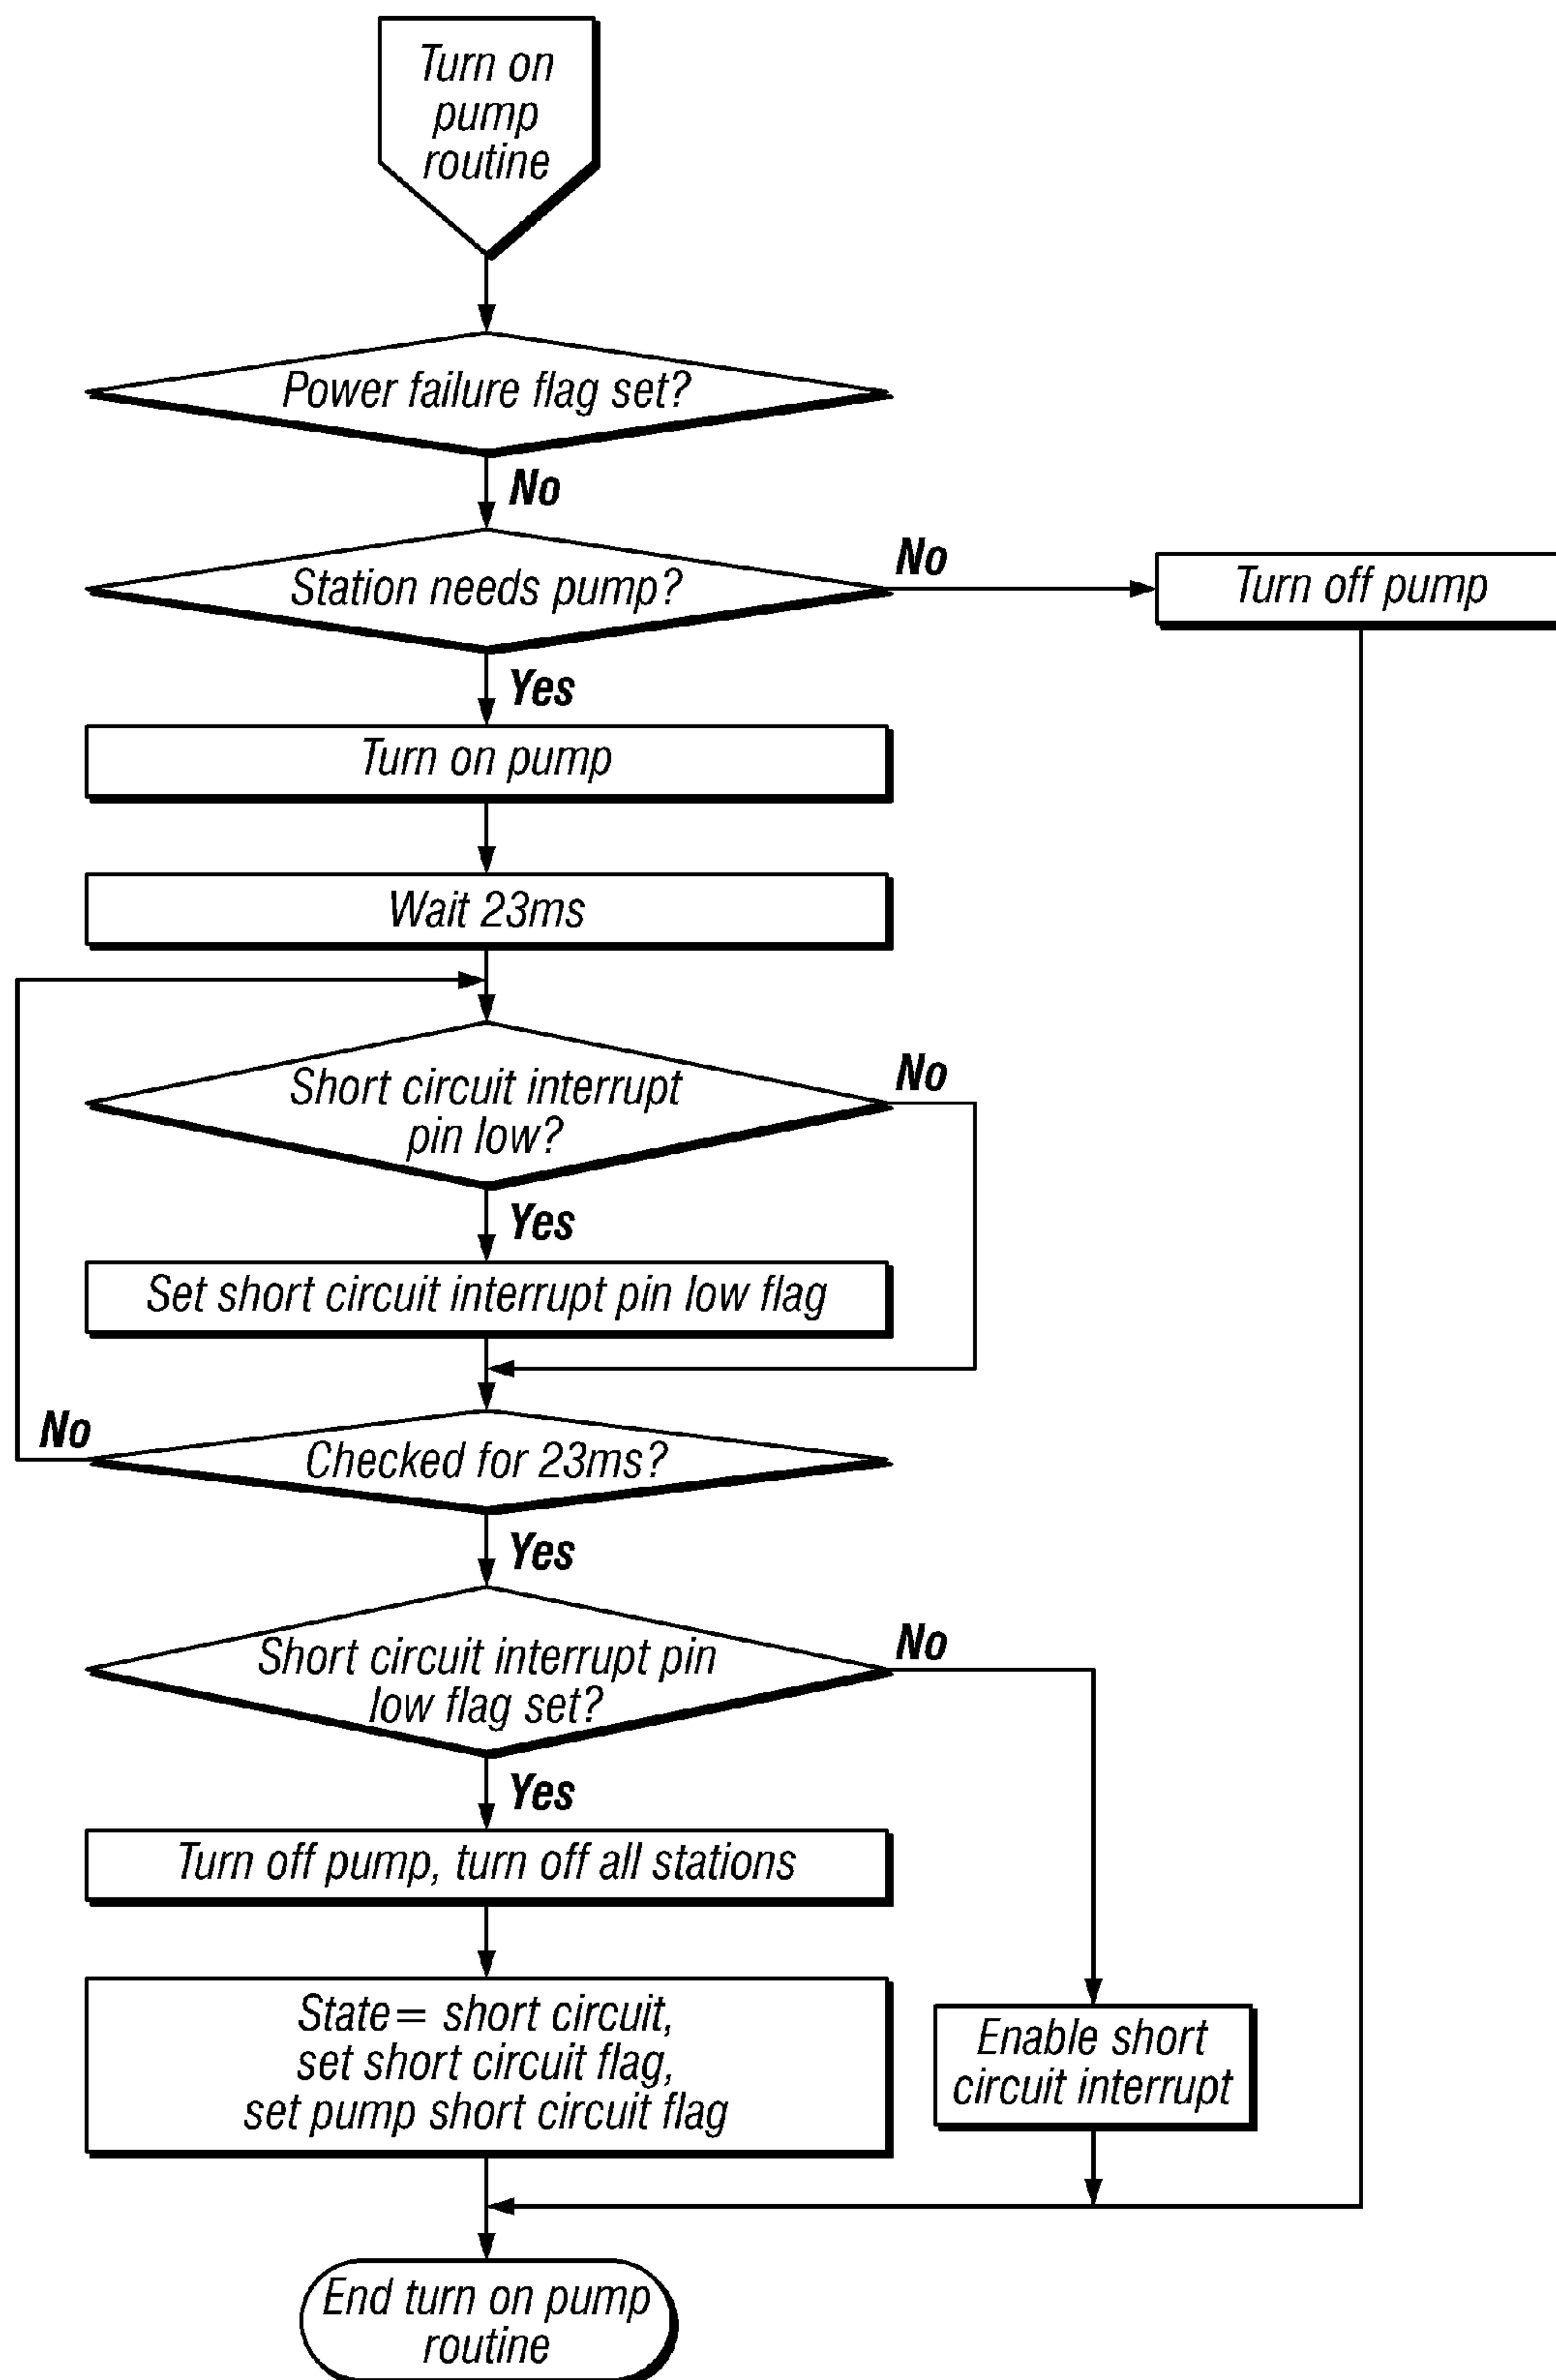 Turn on
pump
routine
Power failure flag set?
No
Station needs pump?
No
Turn off pump
Yes
Turn on pump
Wait 23ms
Short circuit interrupt
pin low?
No
Yes
Set short circuit interrupt pin low flag
No
Checked for 23ms?
Yes
Short circuit interrupt pin
low flag set?
No
Yes
Turn off pump, turn off all stations
State= short circuit,
set short circuit flag,
set pump short circuit flag
Enable short
circuit interrupt
End turn on pump
routine